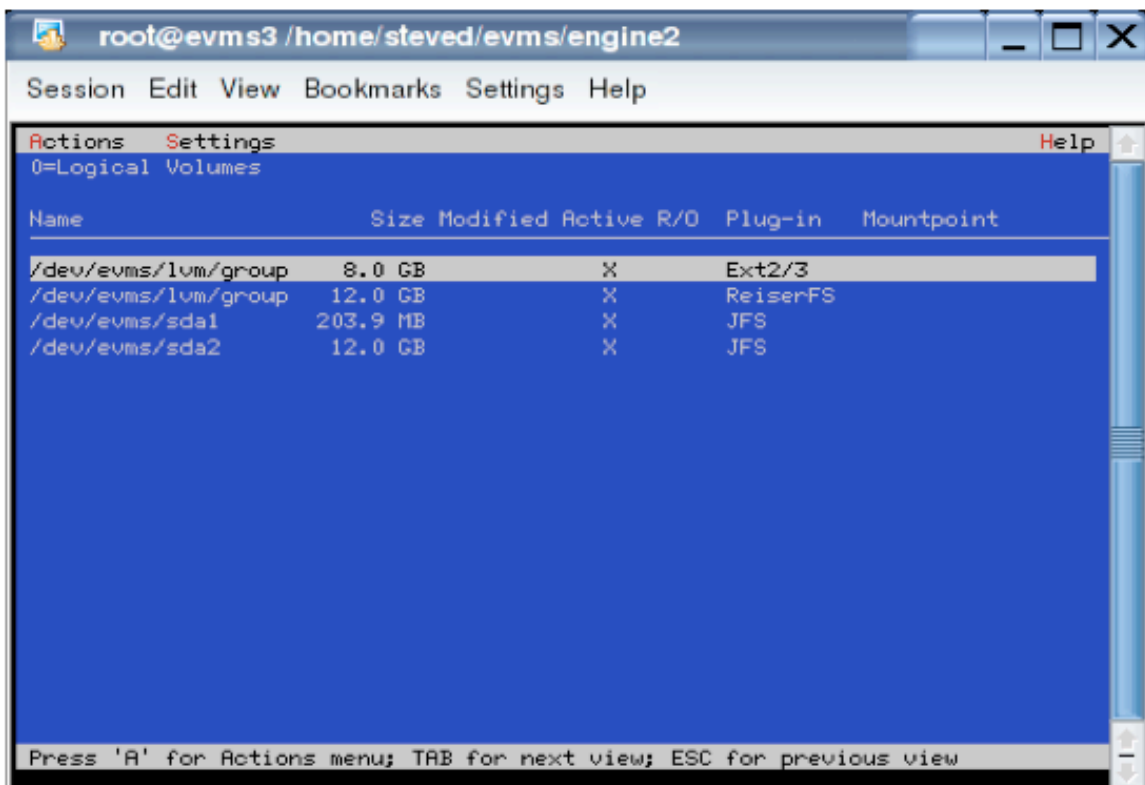 root@evms3 /home/steved/evms/engine2
Session Edit View Bookmarks Settings Help
Actions Settings Help
0=Logical Volumes
Name Size Modified Active R/O Plug-in Mountpoint
/dev/evms/lvm/group 8.0 GB X Ext2/3
/dev/evms/lvm/group 12.0 GB X ReiserFS
/dev/evms/sda1 203.9 MB X JFS
/dev/evms/sda2 12.0 GB X JFS
Press 'A' for Actions menu; TAB for next view; ESC for previous view